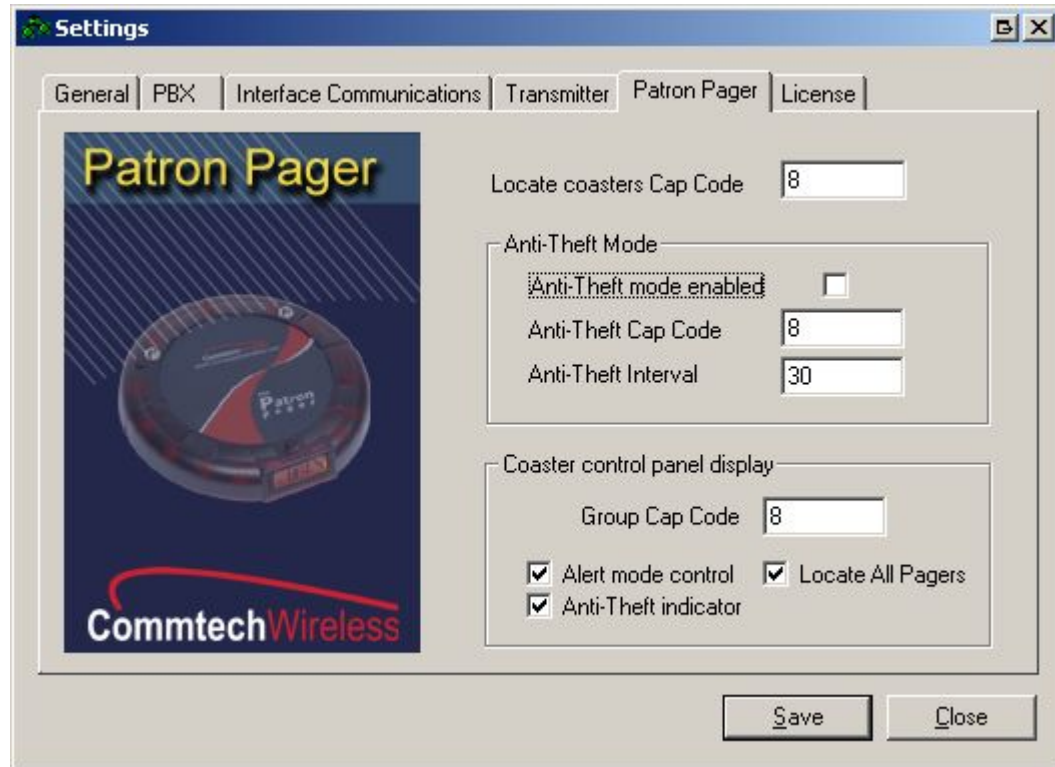 Settings
General
PBX
Interface Communications
Transmitter
Patron Pager
License
Patron Pager
Locate coasters Cap Code
8
Anti-Theft Mode
Anti-Theft mode enabled
Anti-Theft Cap Code
8
Anti-Theft Interval
30
Patron
Pager
Coaster control panel display
Group Cap Code
8
Alert mode control
Locate All Pagers
Anti-Theft indicator
CommtechWireless
Save
Close